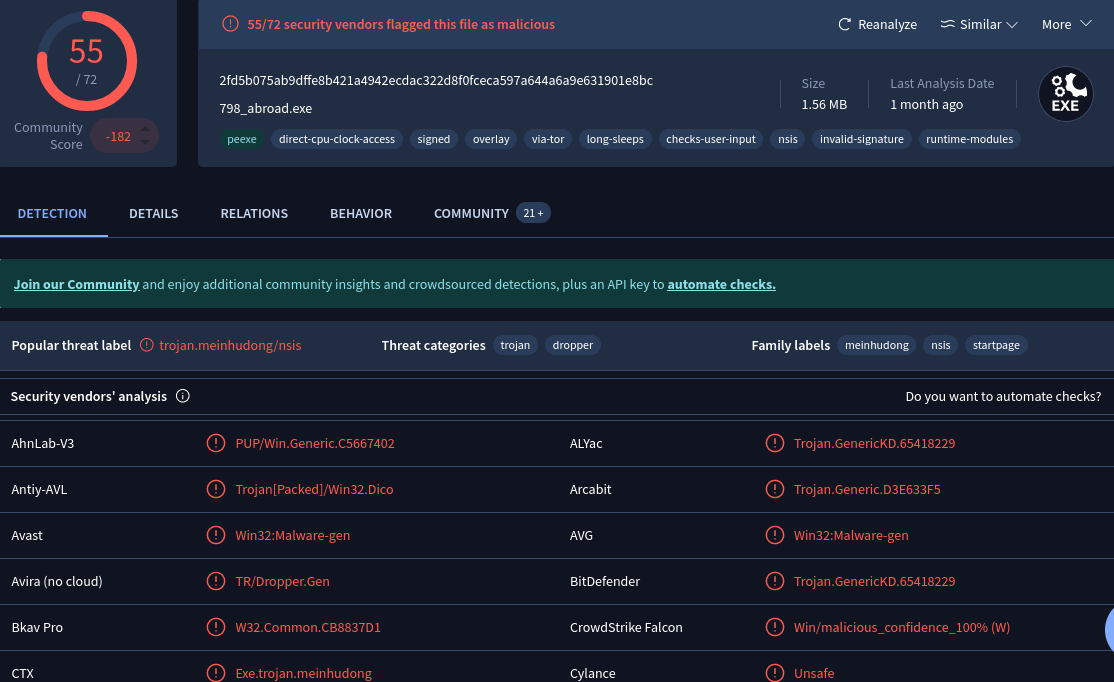 55
/ 72
Community
Score
-182
55/72 security vendors flagged this file as malicious
Reanalyze
Similar
More
2fd5b075ab9dffe8b421a4942ecdac322d8f0fceca597a644a6a9e631901e8bc
798_abroad.exe
Size
1.56 MB
Last Analysis Date
1 month ago
EXE
peexe direct-cpu-clock-access signed overlay via-tor long-sleeps checks-user-input nsis invalid-signature runtime-modules
DETECTION DETAILS RELATIONS BEHAVIOR COMMUNITY 21 +
Join our Community and enjoy additional community insights and crowdsourced detections, plus an API key to automate checks.
Popular threat label trojan.meinhudong/nsis Threat categories trojan dropper Family labels meinhudong nsis startpage
Security vendors' analysis Do you want to automate checks?
AhnLab-V3 PUP/Win.Generic.C5667402 ALYac Trojan.GenericKD.65418229
Antiy-AVL Trojan[Packed]/Win32.Dico Arcabit Trojan.Generic.D3E633F5
Avast Win32:Malware-gen AVG Win32:Malware-gen
Avira (no cloud) TR/Dropper.Gen BitDefender Trojan.GenericKD.65418229
Bkav Pro W32.Common.CB8837D1 CrowdStrike Falcon Win/malicious_confidence_100% (W)
CTX Exe.trojan.meinhudong Cylance Unsafe